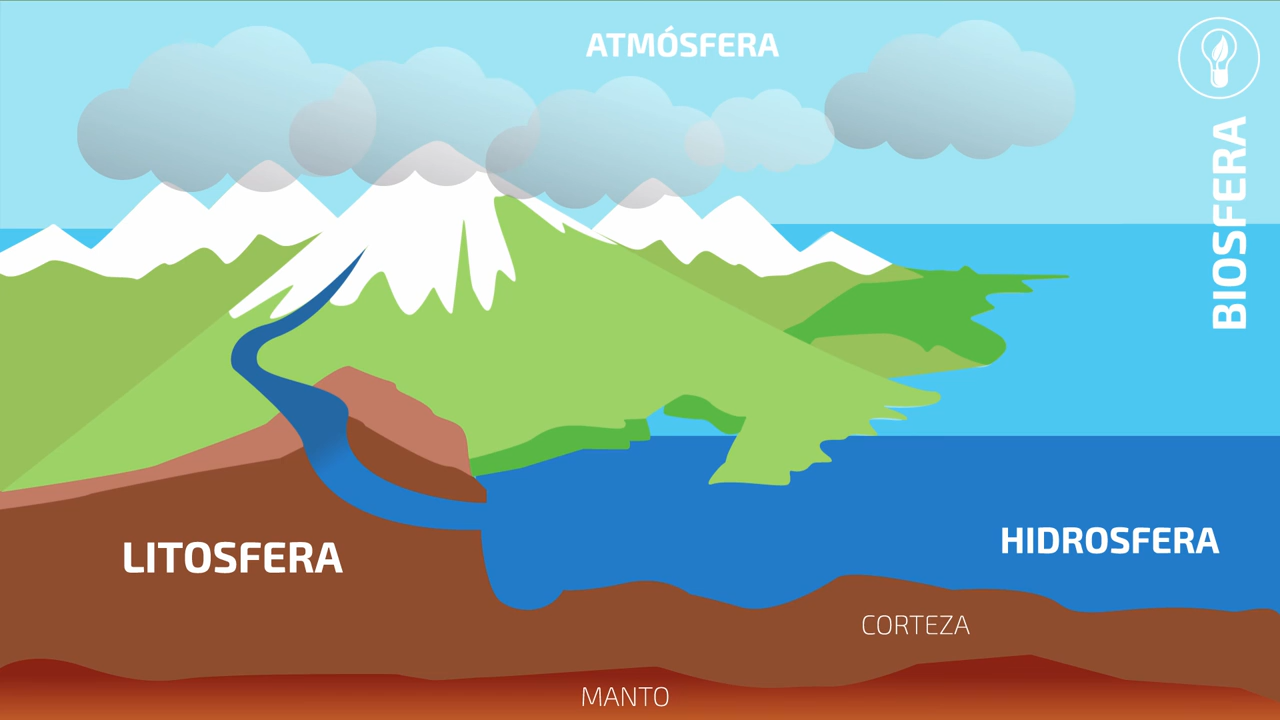 ATMÓSFERA
BIOSFERA
LITOSFERA
HIDROSFERA
CORTEZA
MANTO